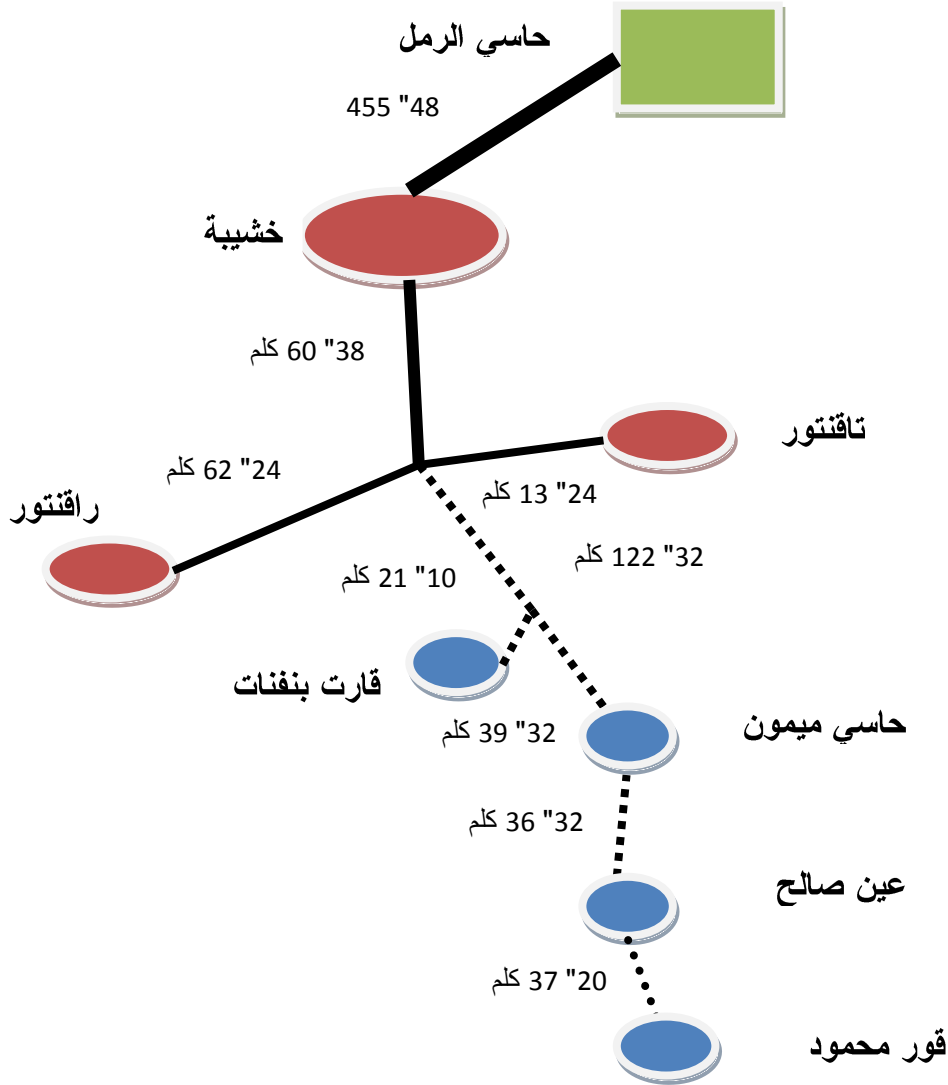 حاسي الرمل
455 "48
خشيبة
38" 60 كلم
تاقنتور
24" 62 كلم
24" 13 كلم
راقنتور
32" 122 كلم
10" 21 كلم
قارت بنفنات
حاسي ميمون
32" 39 كلم
32" 36 كلم
عين صالح
20" 37 كلم
قور محمود